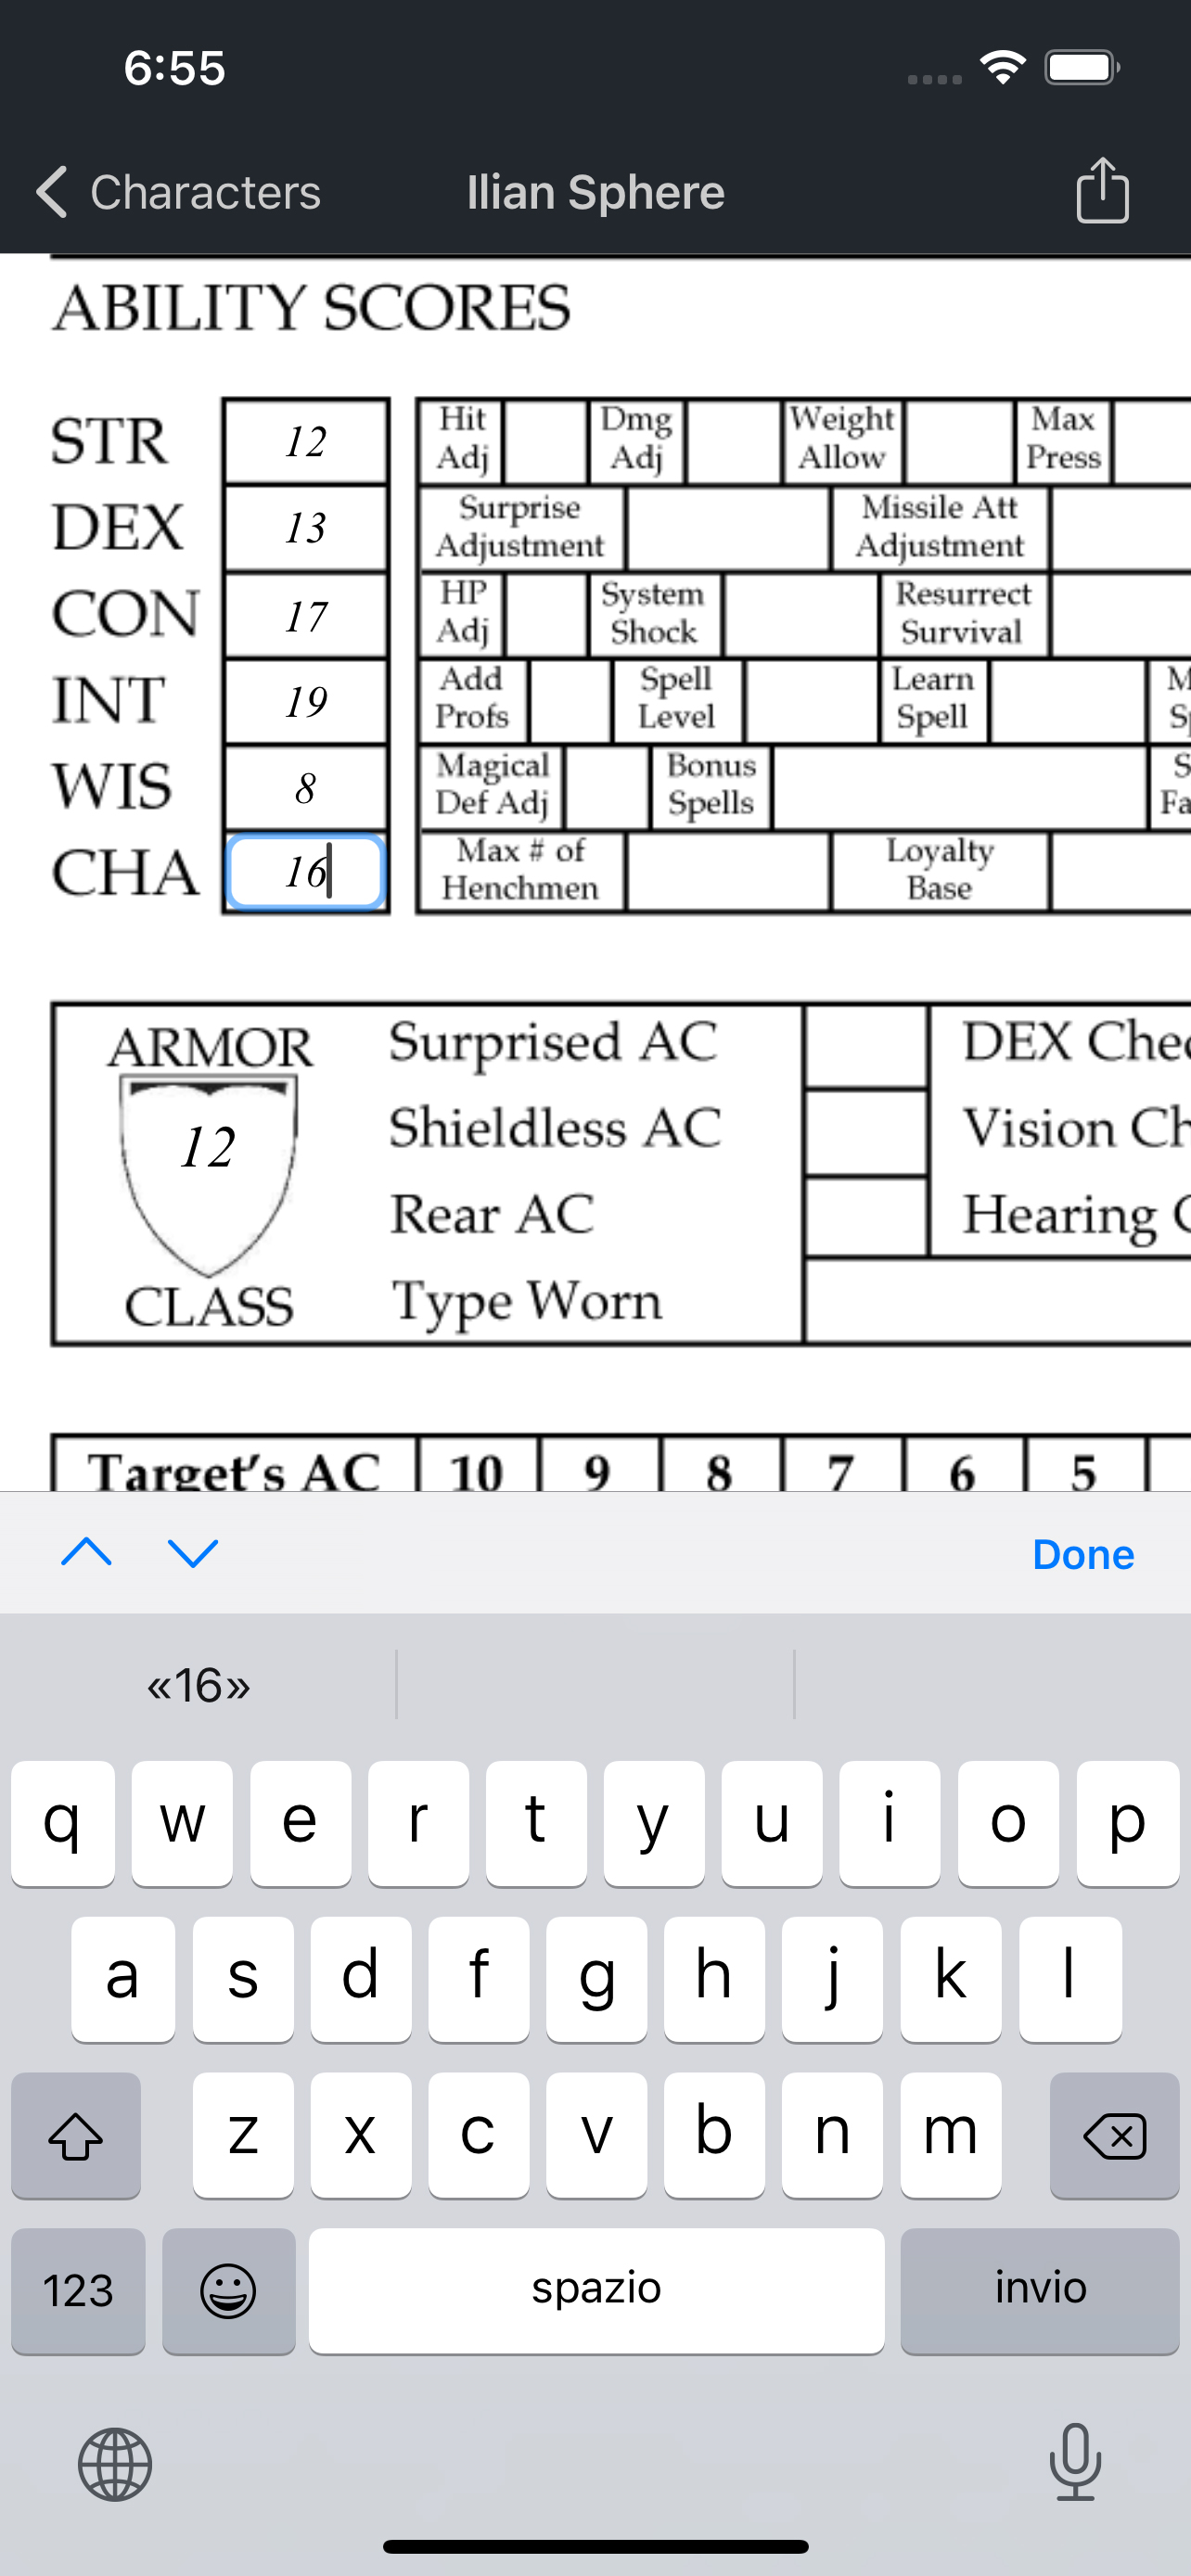 6:55
Characters
Ilian Sphere
ABILITY SCORES
STR 12 Hit Adj Dmg Adj Weight Allow Max Press
DEX 13 Surprise Adjustment Missile Att Adjustment
CON 17 HP Adj System Shock Resurrect Survival
INT 19 Add Profs Spell Level Learn Spell
WIS 8 Magical Def Adj Bonus Spells
CHA 16 Max # of Henchmen Loyalty Base
ARMOR
12
CLASS
Surprised AC DEX
Shieldless AC Vision
Rear AC Hearing
Type Worn
Target's AC 10 9 8 7 6 5
Done
«16»
q w e r t y u i o p
a s d f g h j k l
z x c v b n m
123 spazio invio